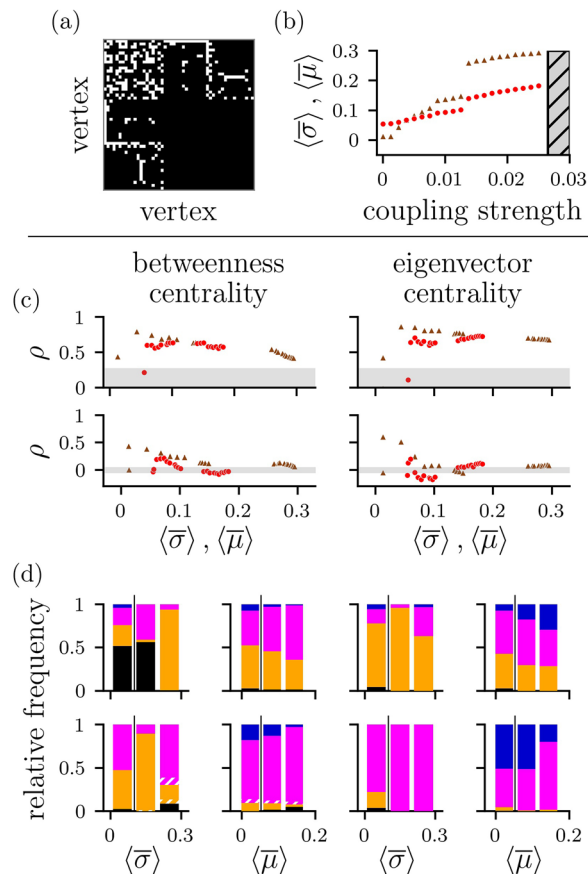 (a)
vertex
vertex
(b)
⟨σ̅⟩ , ⟨μ̅⟩
0.3
0.2
0.1
0.0
0 0.01 0.02 0.03
coupling strength
betweenness
centrality
eigenvector
centrality
(c)
ρ
1
0.5
0
ρ
1
0.5
0
0 0.1 0.2 0.3
⟨σ̅⟩ , ⟨μ̅⟩
0 0.1 0.2 0.3
⟨σ̅⟩ , ⟨μ̅⟩
(d)
relative frequency
1
0.5
0
1
0.5
0
0 0.3
⟨σ̅⟩
0 0.2
⟨μ̅⟩
0 0.3
⟨σ̅⟩
0 0.2
⟨μ̅⟩